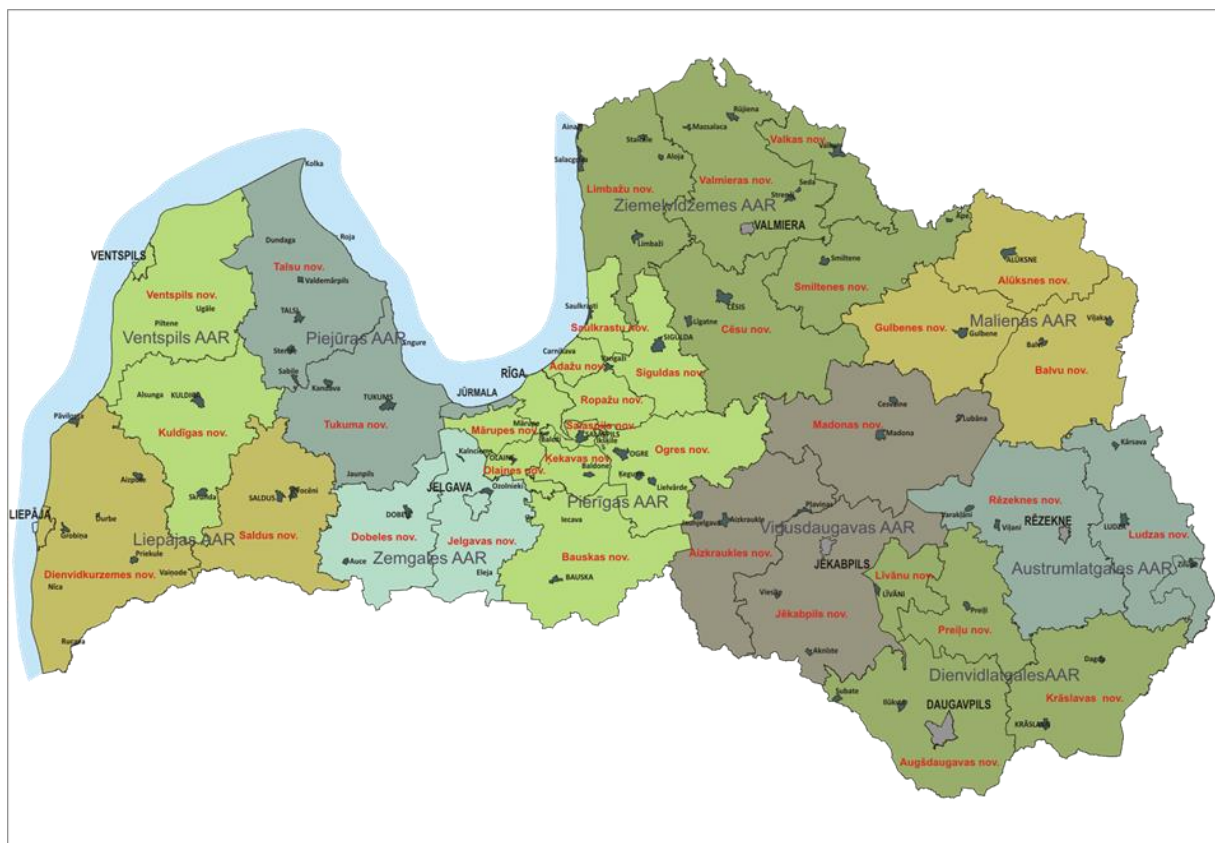 Kolka
VENTSPILS
Dundaga
Roja
Talsu nov.
Valdemārpils
Ventspils nov.
Ugāle
Piltene
TALSI
Ventspils AAR
Piejūras AAR
Engure
Sabile
Kandava
Alsunga
KULDĪGA
TUKUMS
Pāvilosta
Kuldīgas nov.
Tukuma nov.
Jaunpils
Aizpute
Skrunda
SALDUS
Brocēni
LIEPĀJA
Durbe
Grobiņa
Liepājas AAR
Saldus nov.
Priekule
Dienvidkurzemes nov.
Vaiņode
Nīca
Rucava
Rūjiena
Mazsalaca
Staicele
Valkas nov.
Aloja
Limbažu nov.
Valmieras nov.
Seda
Strenči
Ziemeļvidzemes AAR
VALMIERA
Limbaži
Smiltene
Smiltenes nov.
CĒSIS
Līgatne
Cēsu nov.
Ape
ALŪKSNE
Alūksnes nov.
Gulbenes nov.
Malienas AAR
Viļaka
Gulbene
Balvi
Balvu nov.
Saulkrasti
Saulkrastu nov.
SIGULDA
Carnikava
Vangaži
RĪGA
Ādažu nov.
Siguldas nov.
JŪRMALA
Ropažu nov.
Mārupe
Mārupes nov.
Salaspils nov.
SALASPILS
Baloži
Ikšķile
Kalnciems
OLAINE
Ķekavas nov.
OGRE
Ogres nov.
Olaines nov.
Baldone
Ķegums
JELGAVA
Ozolnieki
Lielvārde
Pierīgas AAR
DOBELE
Iecava
Dobeles nov.
Jelgavas nov.
Zemgales AAR
Auce
Eleja
Bauskas nov.
BAUSKA
Cesvaine
Lubāna
Madonas nov.
Madona
Pļaviņas
Jaunjelgava
Aizkraukle
Vidusdaugavas AAR
Aizkraukles nov.
JĒKABPILS
Viesīte
Jēkabpils nov.
Aknīste
Kārsava
Rēzeknes nov.
Varakļāni
Viļāni
RĒZEKNE
LUDZA
Ludzas nov.
Austrumlatgales AAR
Zilupe
Līvānu nov.
LĪVĀNI
Preiļi
Preiļu nov.
DienvidlatgalesAAR
Dagda
Subate
Ilūkste
DAUGAVPILS
Krāslavas nov.
KRĀSLAVA
Augšdaugavas nov.